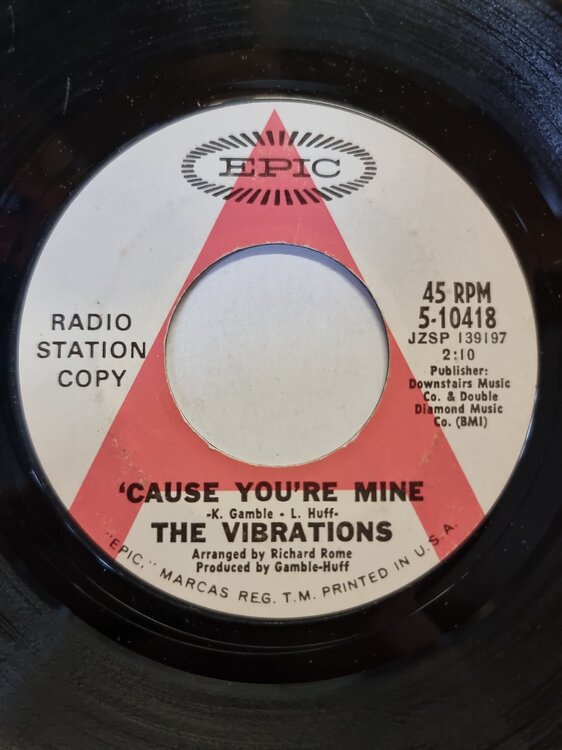 EPIC
RADIO
STATION
COPY
45 RPM
5-10418
JZSP 139197
2:10
Publisher:
Downstairs Music
Co. & Double
Diamond Music
Co. (BMI)
'CAUSE YOU'RE MINE
-K. Gamble - L. Huff-
THE VIBRATIONS
Arranged by Richard Rome
Produced by Gamble-Huff
"EPIC," MARCAS REG. T.M. PRINTED IN U.S.A.